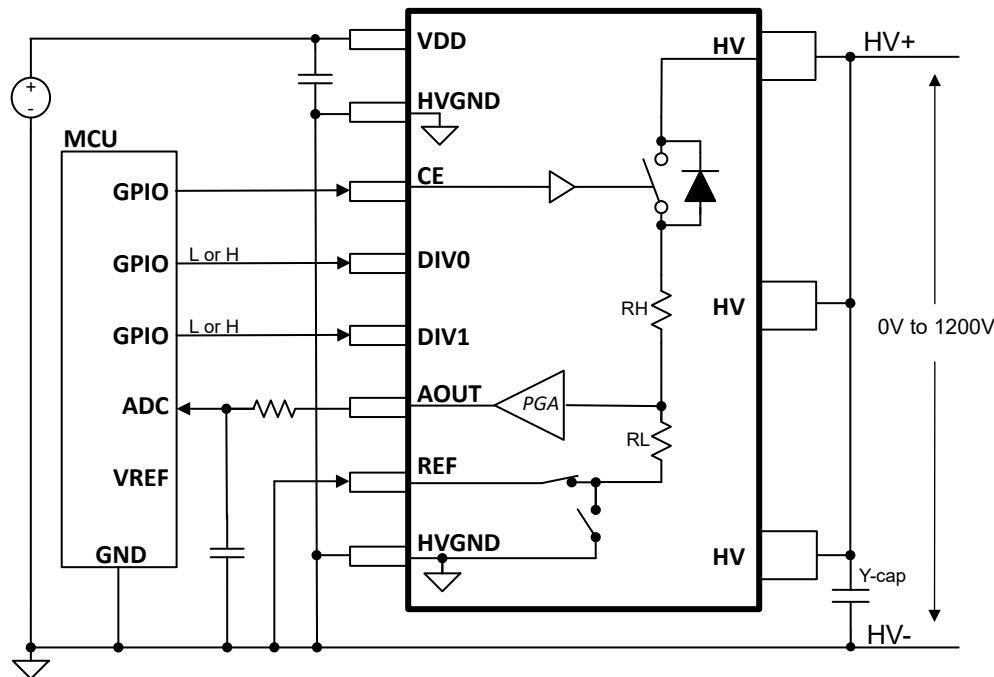 VDD
HV
HV+
+
-
HVGND
MCU
GPIO
CE
GPIO
L or H
DIV0
RH
HV
GPIO
L or H
DIV1
0V to 1200V
ADC
AOUT
PGA
RL
VREF
REF
GND
HVGND
HV
Y-cap
HV-